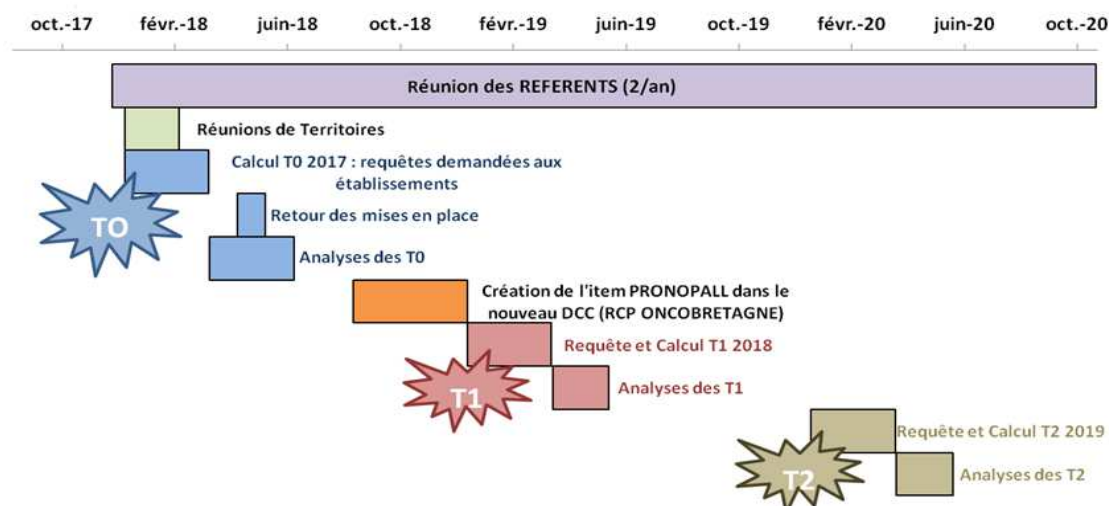 oct.-17 févr.-18 juin-18 oct.-18 févr.-19 juin-19 oct.-19 févr.-20 juin-20 oct.-20
Réunion des REFERENTS (2/an)
Réunions de Territoires
Calcul T0 2017 : requêtes demandées aux
établissements
TO
Retour des mises en place
Analyses des T0
Création de l'item PRONOPALL dans le
nouveau DCC (RCP ONCOBRETAGNE)
Requête et Calcul T1 2018
T1
Analyses des T1
Requête et Calcul T2 2019
T2
Analyses des T2